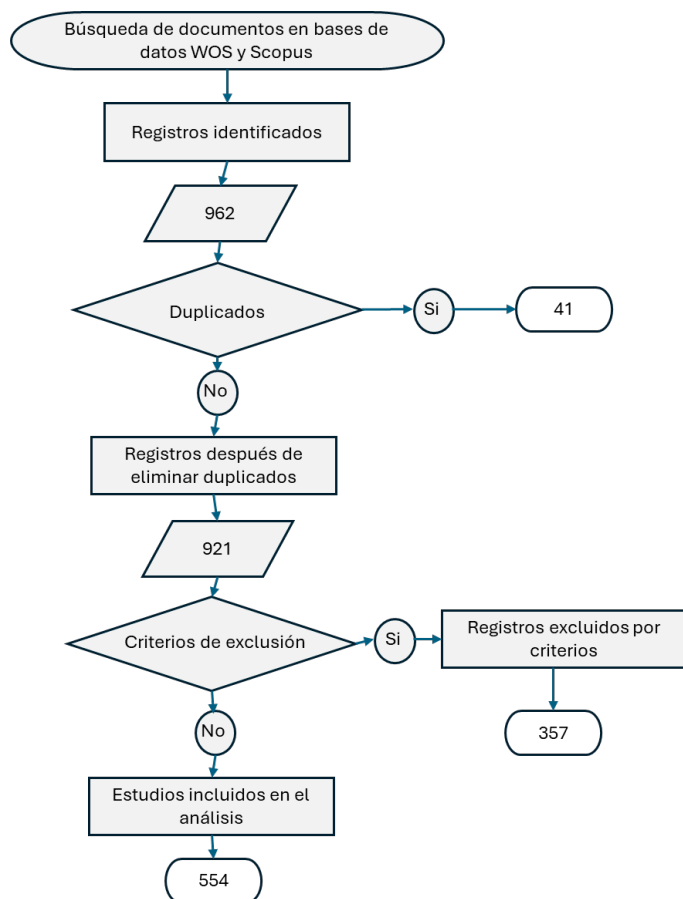 Búsqueda de documentos en bases de
datos WOS y Scopus
Registros identificados
962
Duplicados
Si
41
No
Registros después de
eliminar duplicados
921
Criterios de exclusión
Si
Registros excluidos por
criterios
357
No
Estudios incluidos en el
análisis
554